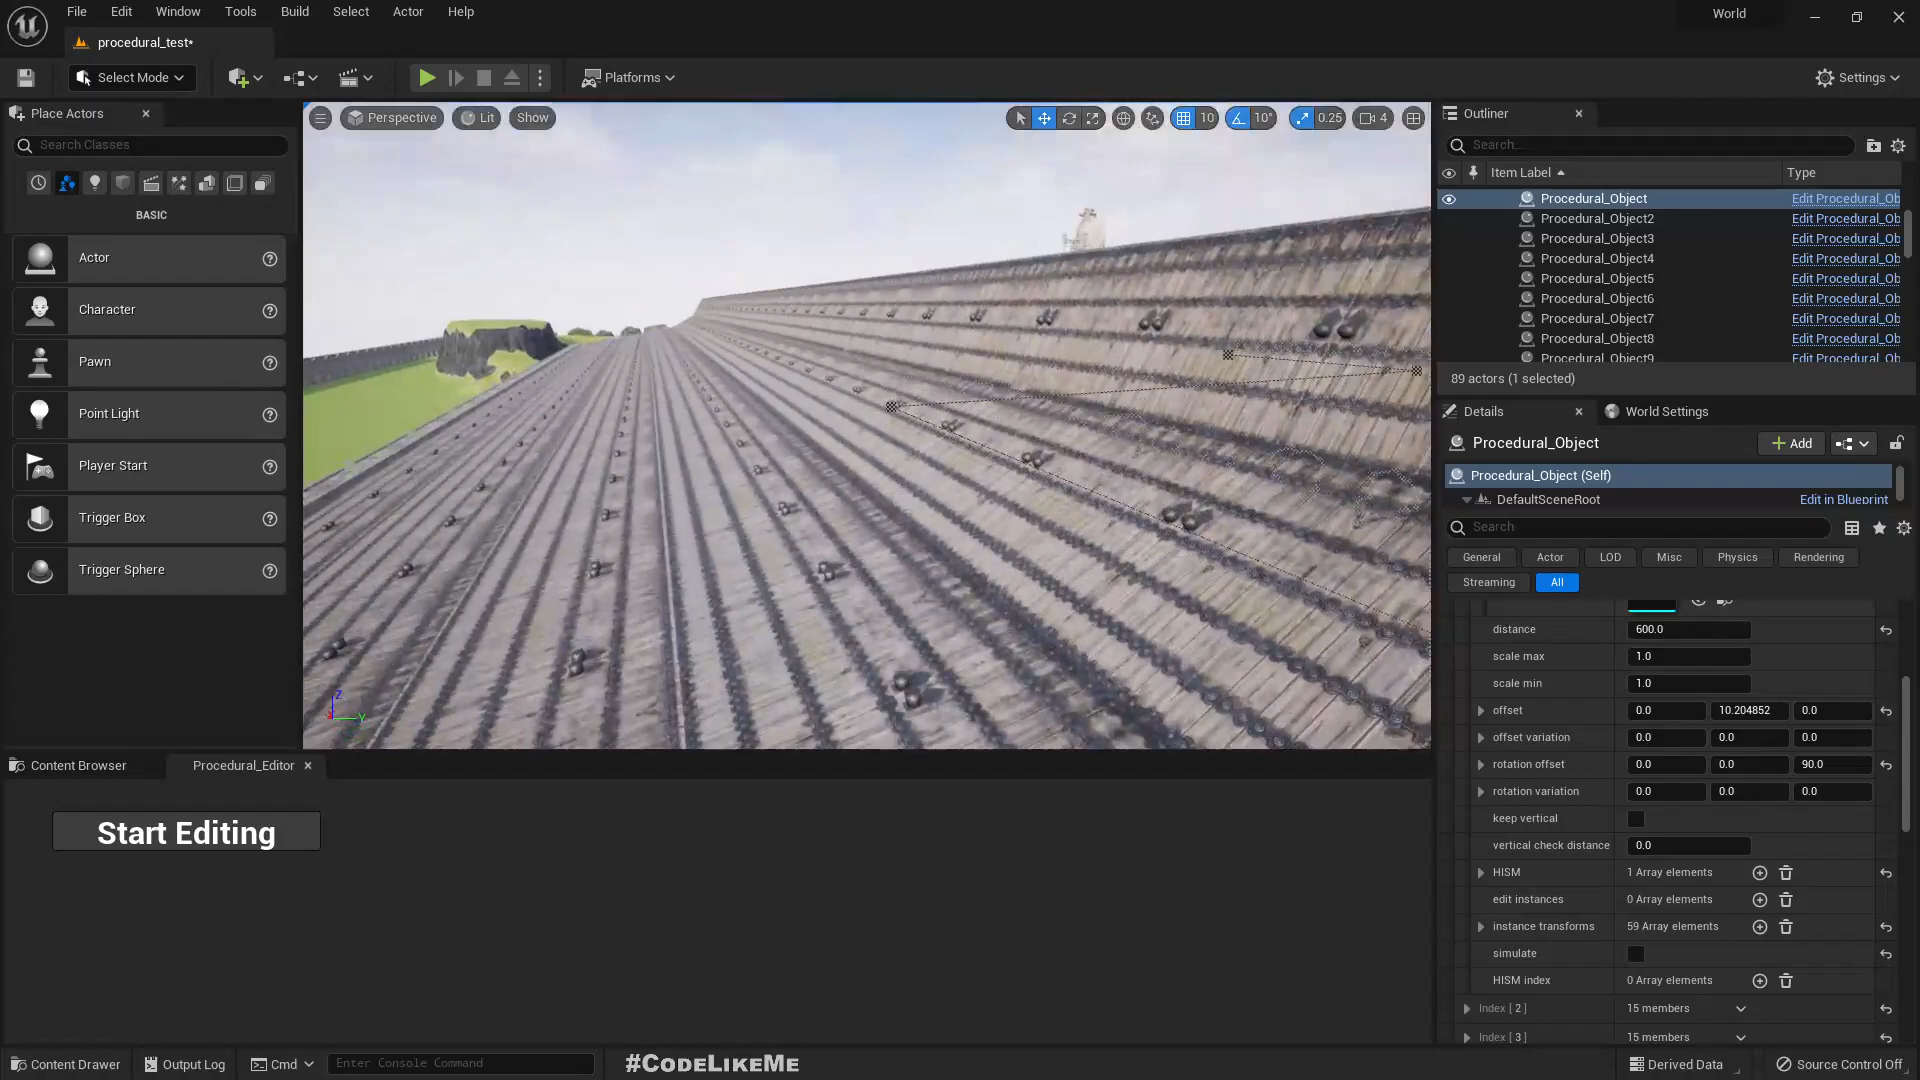 File Edit Window Tools Build Select Actor Help
World
procedural_test*
Select Mode
Platforms
Settings
Place Actors
Search Classes
BASIC
Actor
Character
Pawn
Point Light
Player Start
Trigger Box
Trigger Sphere
Perspective Lit Show
10 10° 0.25 4
Z
Y
Outliner
Search...
Item Label Type
Procedural_Object Edit Procedural_Ob
Procedural_Object2 Edit Procedural_Ob
Procedural_Object3 Edit Procedural_Ob
Procedural_Object4 Edit Procedural_Ob
Procedural_Object5 Edit Procedural_Ob
Procedural_Object6 Edit Procedural_Ob
Procedural_Object7 Edit Procedural_Ob
Procedural_Object8 Edit Procedural_Ob
Procedural_Object9 Edit Procedural_Ob
89 actors (1 selected)
Details World Settings
Procedural_Object Add
Procedural_Object (Self)
DefaultSceneRoot Edit in Blueprint
Search
General Actor LOD Misc Physics Rendering
Streaming All
distance 600.0
scale max 1.0
scale min 1.0
offset 0.0 10.204852 0.0
offset variation 0.0 0.0 0.0
rotation offset 0.0 0.0 90.0
rotation variation 0.0 0.0 0.0
keep vertical
vertical check distance 0.0
HISM 1 Array elements
edit instances 0 Array elements
instance transforms 59 Array elements
simulate
HISM index 0 Array elements
Index [ 2 ] 15 members
Index [ 3 ] 15 members
Content Browser Procedural_Editor
Start Editing
Content Drawer Output Log Cmd Enter Console Command #CodeLikeMe Derived Data Source Control Off